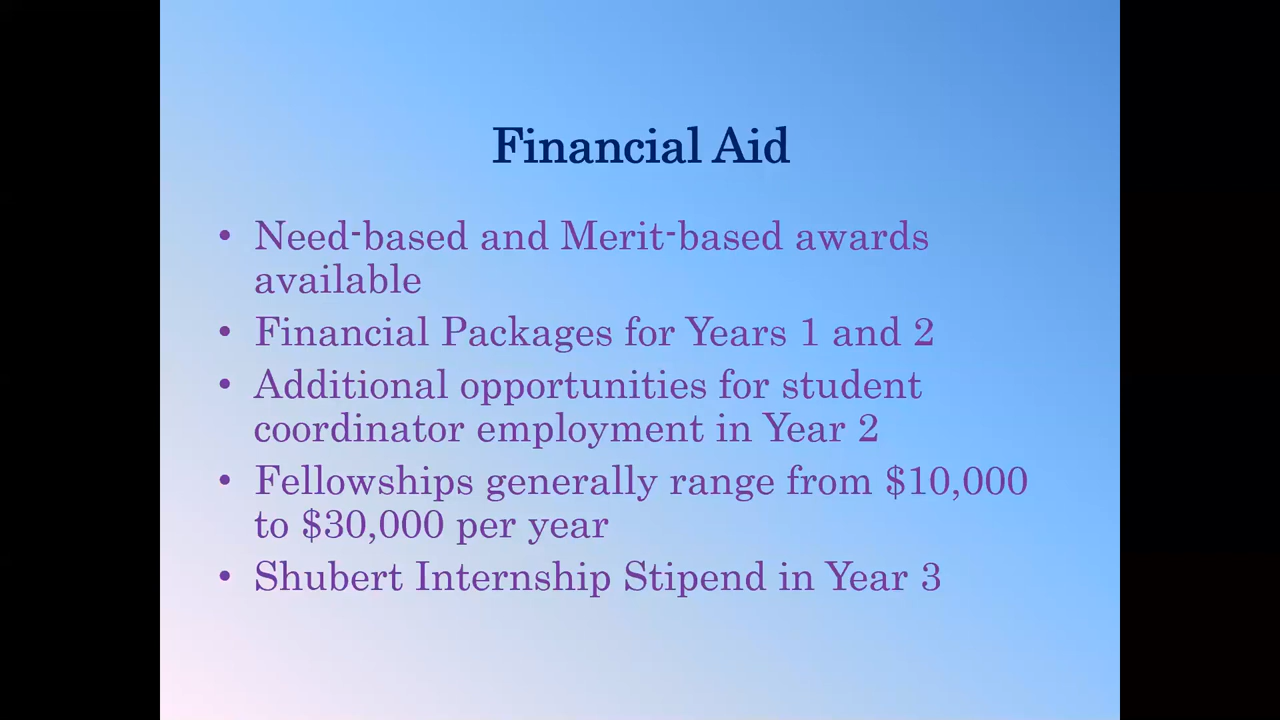 Financial Aid
• Need-based and Merit-based awards
available
• Financial Packages for Years 1 and 2
• Additional opportunities for student
coordinator employment in Year 2
• Fellowships generally range from $10,000
to $30,000 per year
• Shubert Internship Stipend in Year 3